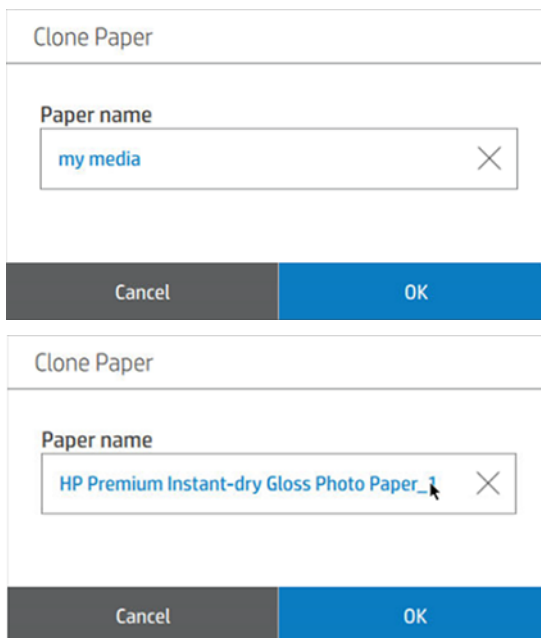 Clone Paper
Paper name
my media
Cancel OK
Clone Paper
Paper name
HP Premium Instant-dry Gloss Photo Paper_1
Cancel OK